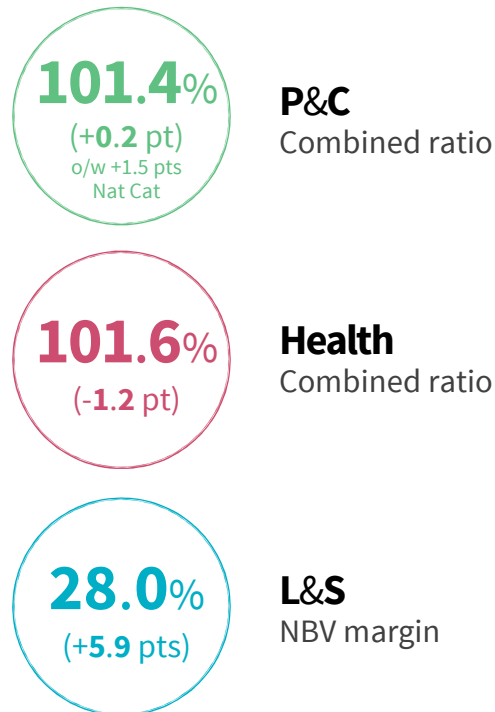 101.4%
(+0.2 pt)
o/w +1.5 pts
Nat Cat
P&C
Combined ratio
101.6%
(-1.2 pt)
Health
Combined ratio
28.0%
(+5.9 pts)
L&S
NBV margin